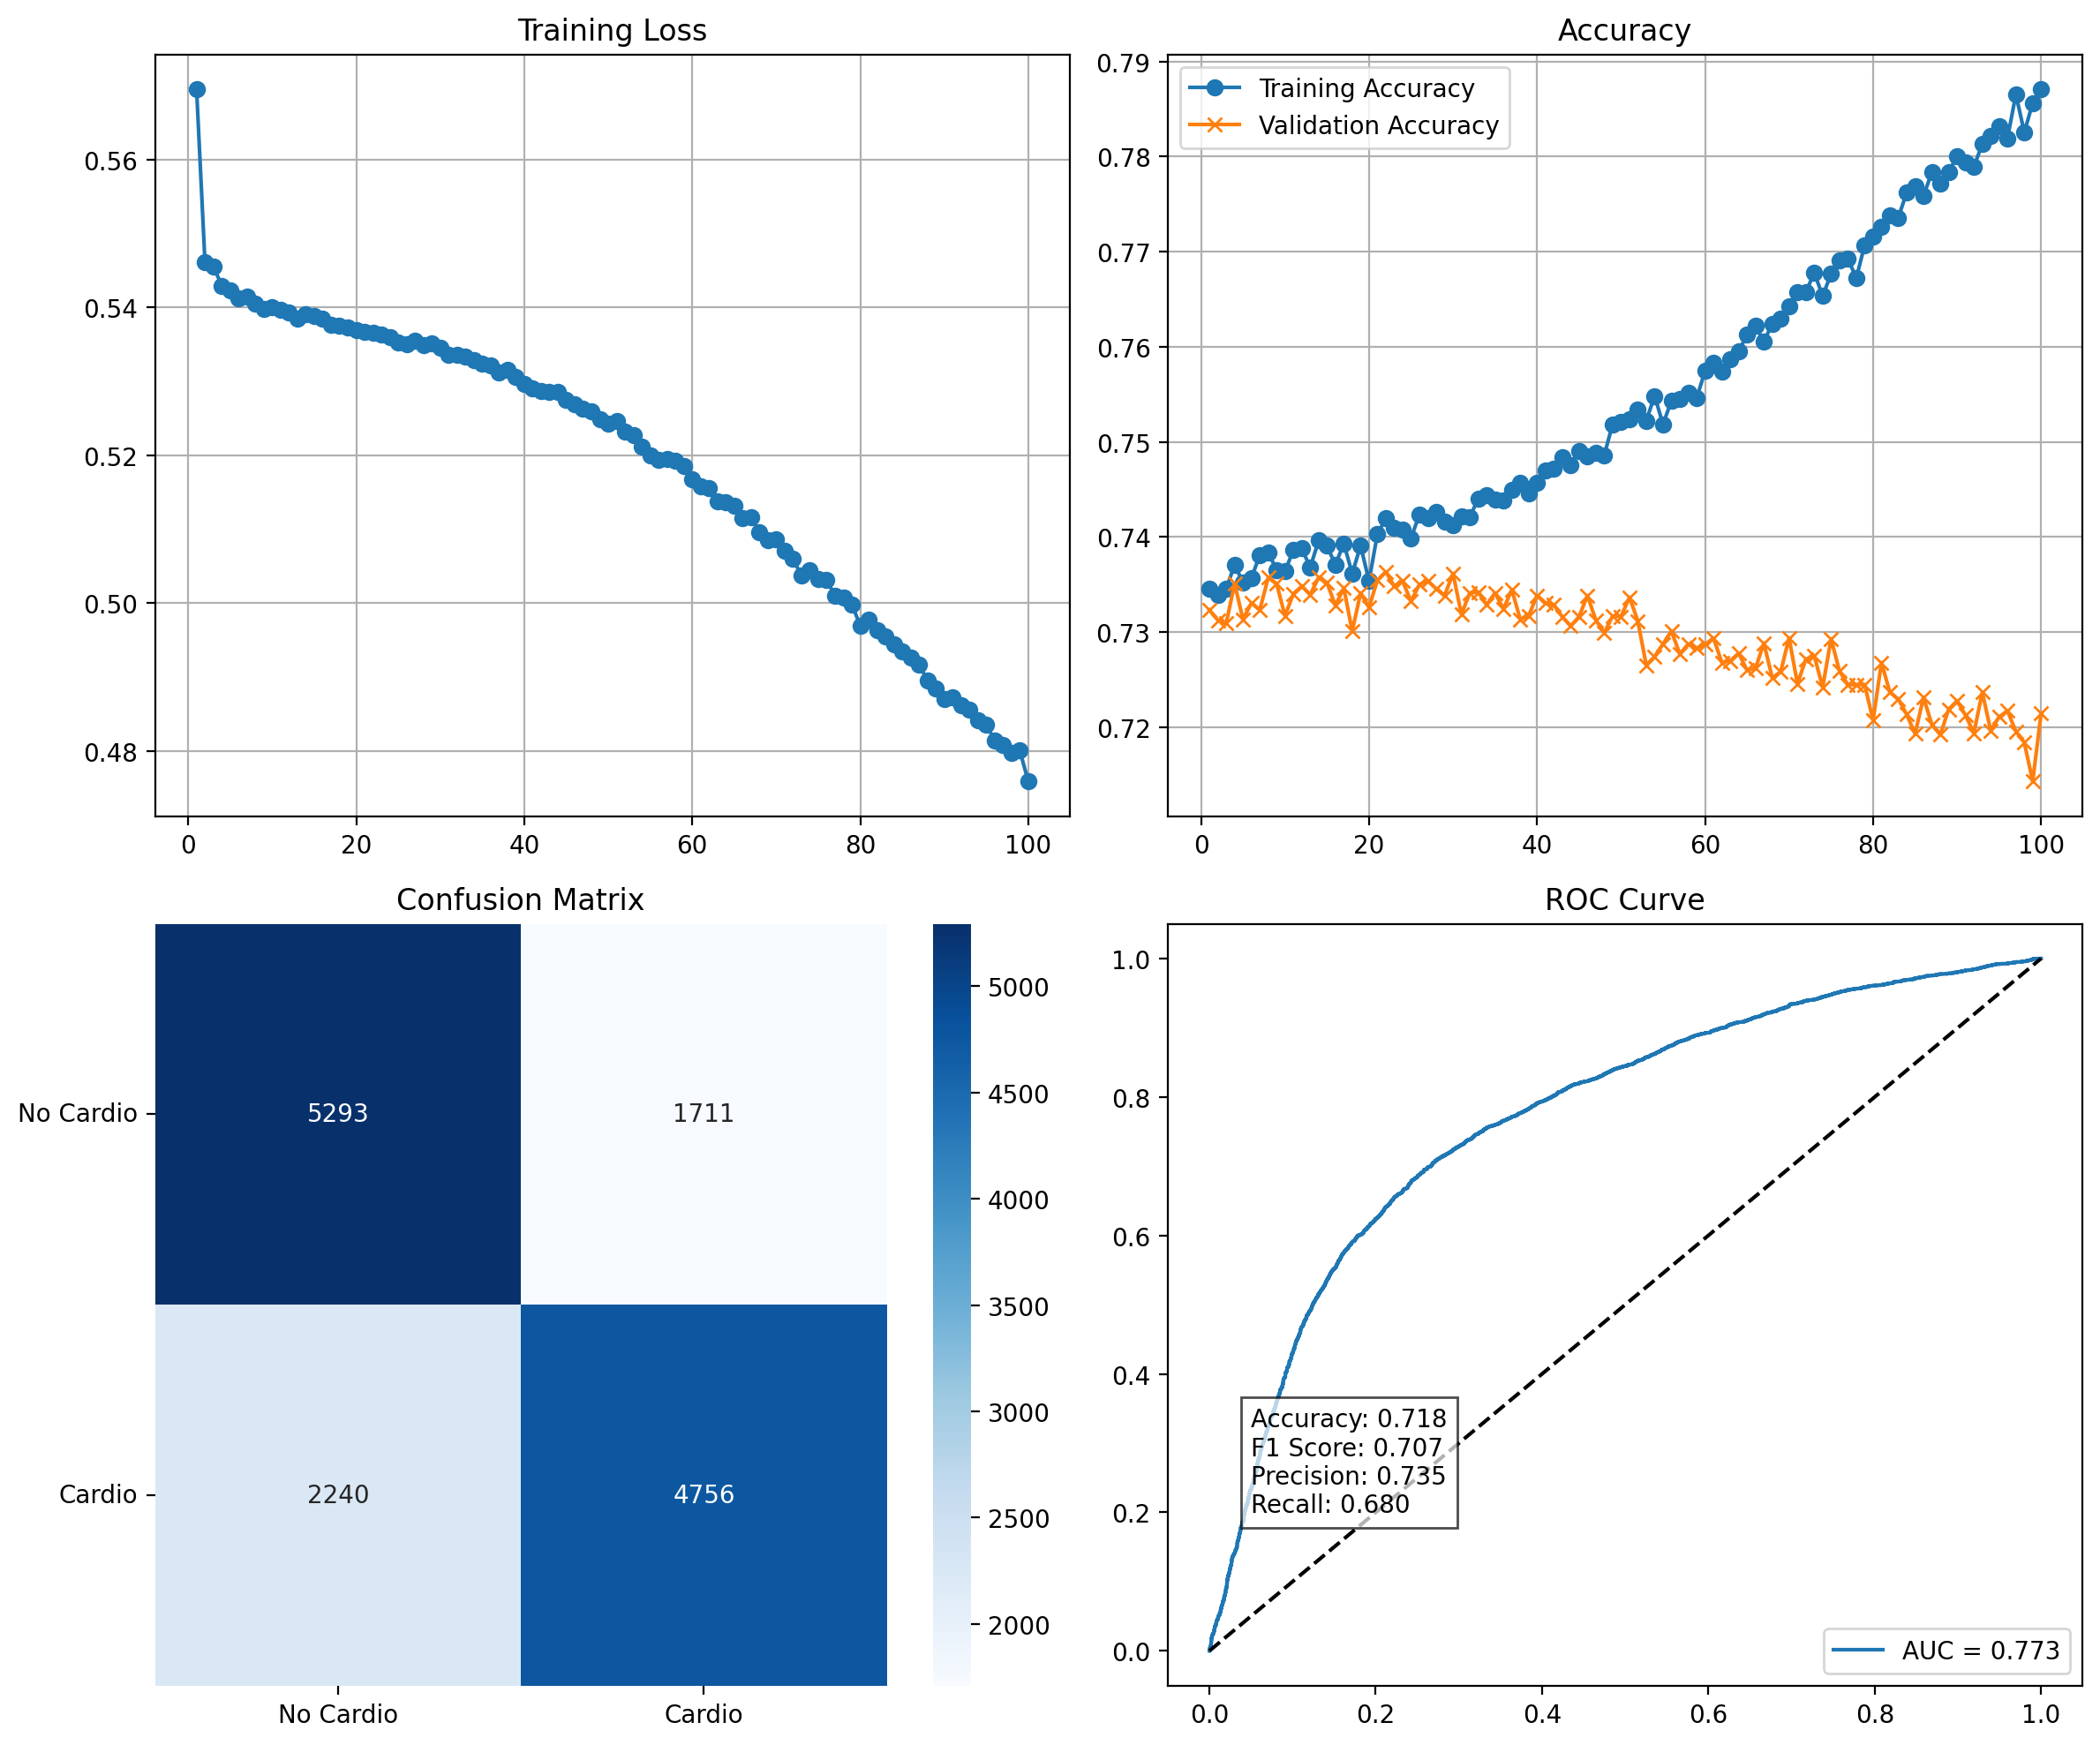 Training Loss
0.56
0.54
0.52
0.50
0.48
0 20 40 60 80 100
Accuracy
Training Accuracy
Validation Accuracy
0.79
0.78
0.77
0.76
0.75
0.74
0.73
0.72
0 20 40 60 80 100
Confusion Matrix
No Cardio
Cardio
5293 1711
2240 4756
No Cardio Cardio
5000
4500
4000
3500
3000
2500
2000
ROC Curve
1.0
0.8
0.6
0.4
0.2
0.0
Accuracy: 0.718
F1 Score: 0.707
Precision: 0.735
Recall: 0.680
AUC = 0.773
0.0 0.2 0.4 0.6 0.8 1.0